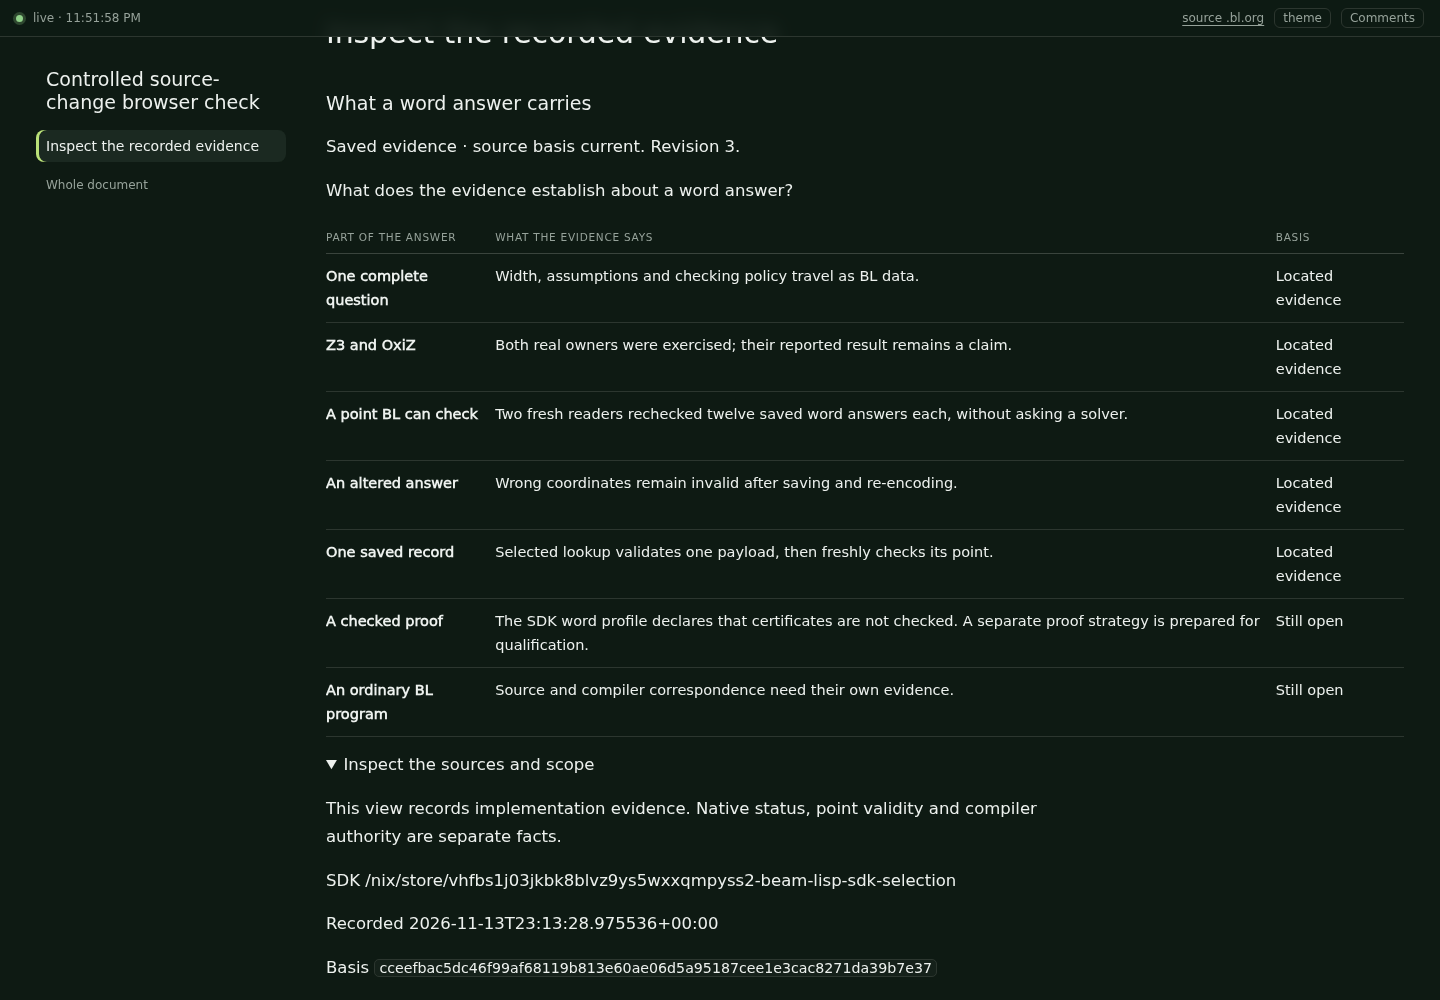 live · 11:51:58 PM
source .bl.org
theme
Comments
Inspect the recorded evidence
Controlled source-
change browser check
Inspect the recorded evidence
Whole document
What a word answer carries
Saved evidence · source basis current. Revision 3.
What does the evidence establish about a word answer?
PART OF THE ANSWER
WHAT THE EVIDENCE SAYS
BASIS
One complete
question
Width, assumptions and checking policy travel as BL data.
Located
evidence
Z3 and OxiZ
Both real owners were exercised; their reported result remains a claim.
Located
evidence
A point BL can check
Two fresh readers rechecked twelve saved word answers each, without asking a solver.
Located
evidence
An altered answer
Wrong coordinates remain invalid after saving and re-encoding.
Located
evidence
One saved record
Selected lookup validates one payload, then freshly checks its point.
Located
evidence
A checked proof
The SDK word profile declares that certificates are not checked. A separate proof strategy is prepared for
qualification.
Still open
An ordinary BL
program
Source and compiler correspondence need their own evidence.
Still open
▼ Inspect the sources and scope
This view records implementation evidence. Native status, point validity and compiler
authority are separate facts.
SDK /nix/store/vhfbs1j03jkbk8blvz9ys5wxxqmpyss2-beam-lisp-sdk-selection
Recorded 2026-11-13T23:13:28.975536+00:00
Basis cceefbac5dc46f99af68119b813e60ae06d5a95187cee1e3cac8271da39b7e37